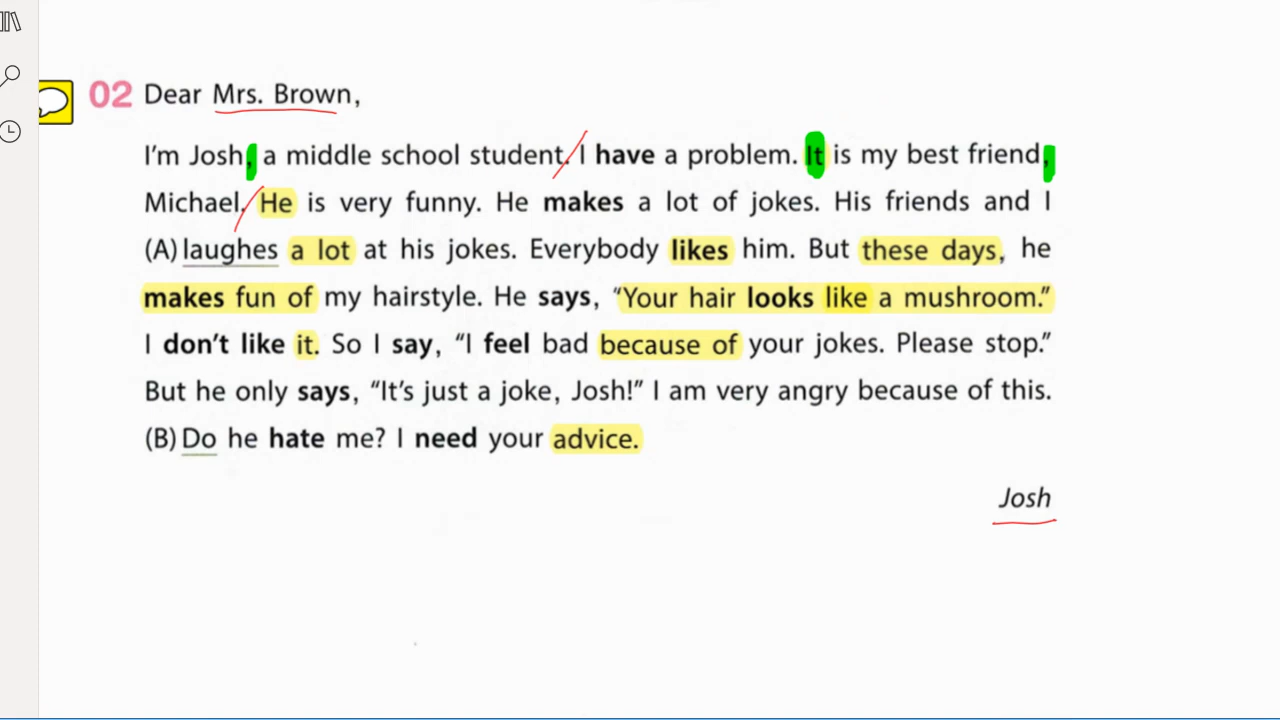 02 Dear Mrs. Brown,
I'm Josh, a middle school student. I have a problem. It is my best friend,
Michael. He is very funny. He makes a lot of jokes. His friends and I
(A) laughes a lot at his jokes. Everybody likes him. But these days, he
makes fun of my hairstyle. He says, “Your hair looks like a mushroom.”
I don't like it. So I say, “I feel bad because of your jokes. Please stop.”
But he only says, “It's just a joke, Josh!” I am very angry because of this.
(B) Do he hate me? I need your advice.
Josh